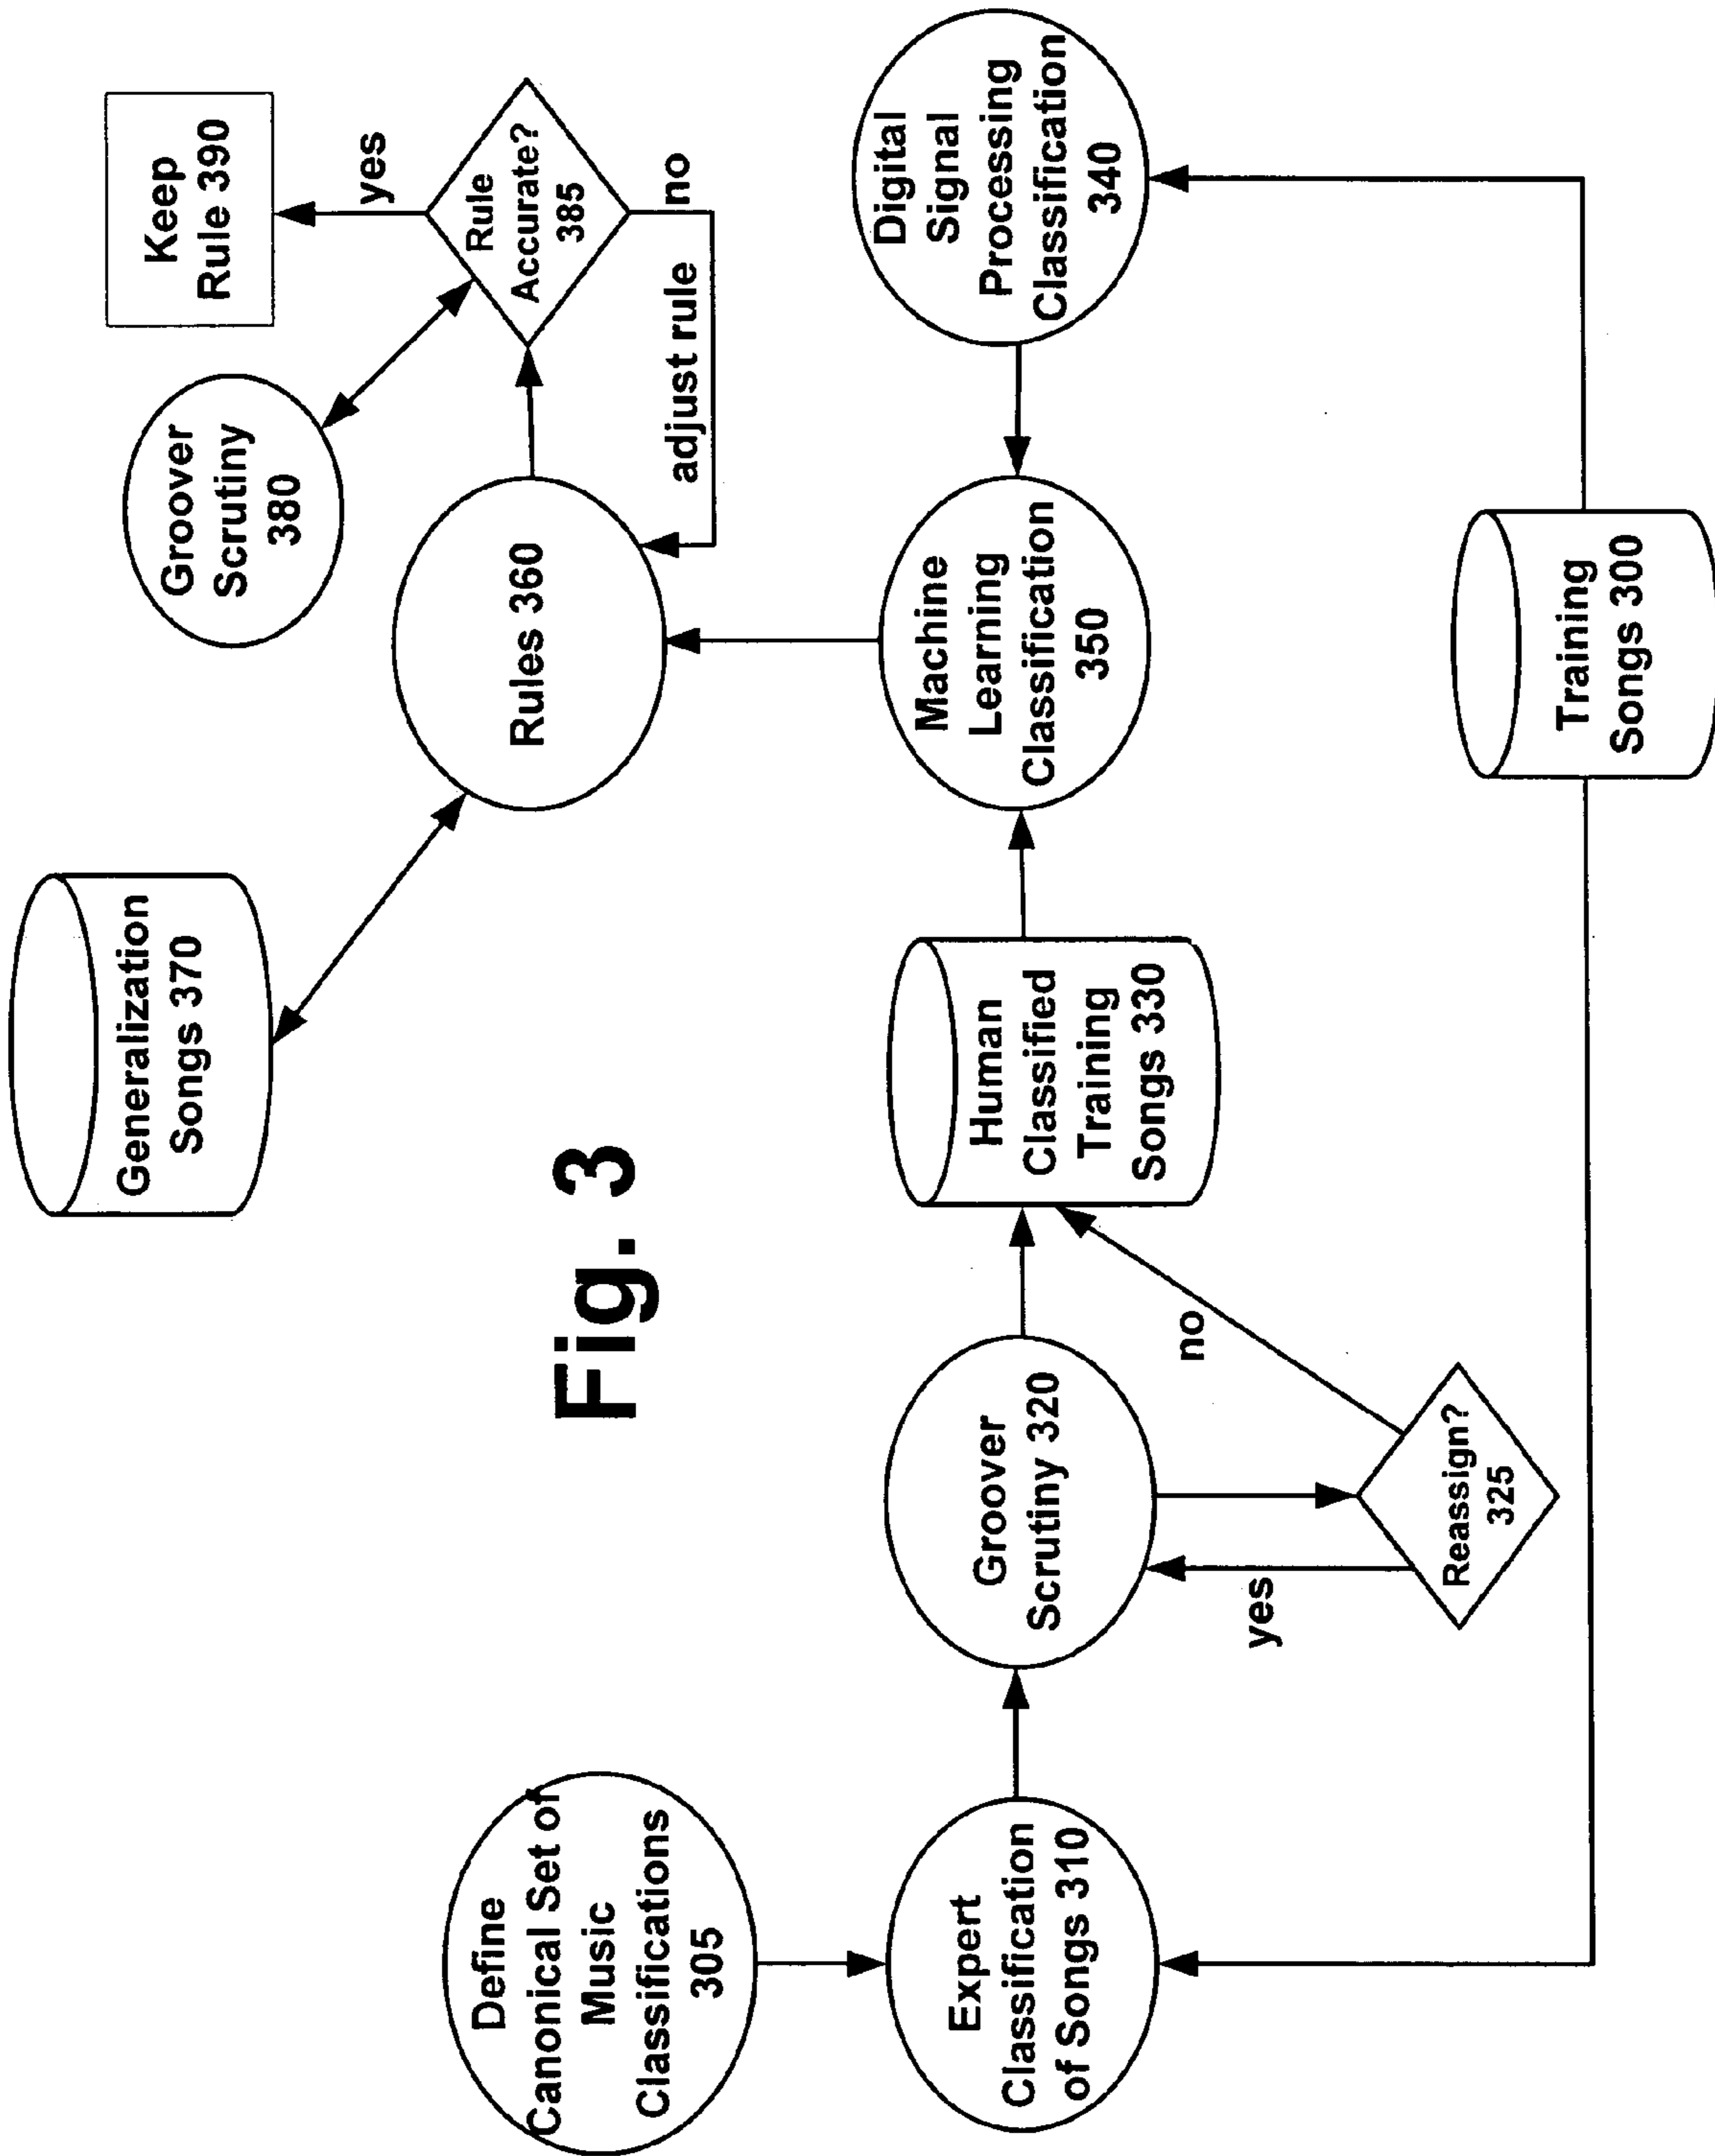 Define
Canonical Set of
Music
Classifications
305
Expert
Classification
of Songs 310
Groover
Scrutiny 320
yes
Reassign?
325
no
Human
Classified
Training
Songs 330
Machine
Learning
Classification
350
Digital
Signal
Processing
Classification
340
Training
Songs 300
Generalization
Songs 370
Rules 360
Groover
Scrutiny
380
Rule
Accurate?
385
yes
Keep
Rule 390
no
adjust rule
Fig. 3